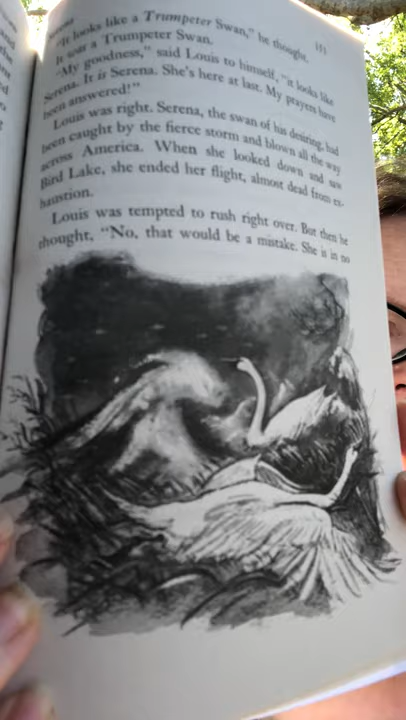 "It looks like a Trumpeter Swan," he thought.
"It was a Trumpeter Swan.
"My goodness," said Louis to himself, "it looks like
Serena. It is Serena. She's here at last. My prayers have
been answered!"
Louis was right. Serena, the swan of his desiring, had
been caught by the fierce storm and blown all the way
across America. When she looked down and saw
Bird Lake, she ended her flight, almost dead from ex-
haustion.
Louis was tempted to rush right over. But then he
thought, "No, that would be a mistake. She is in no